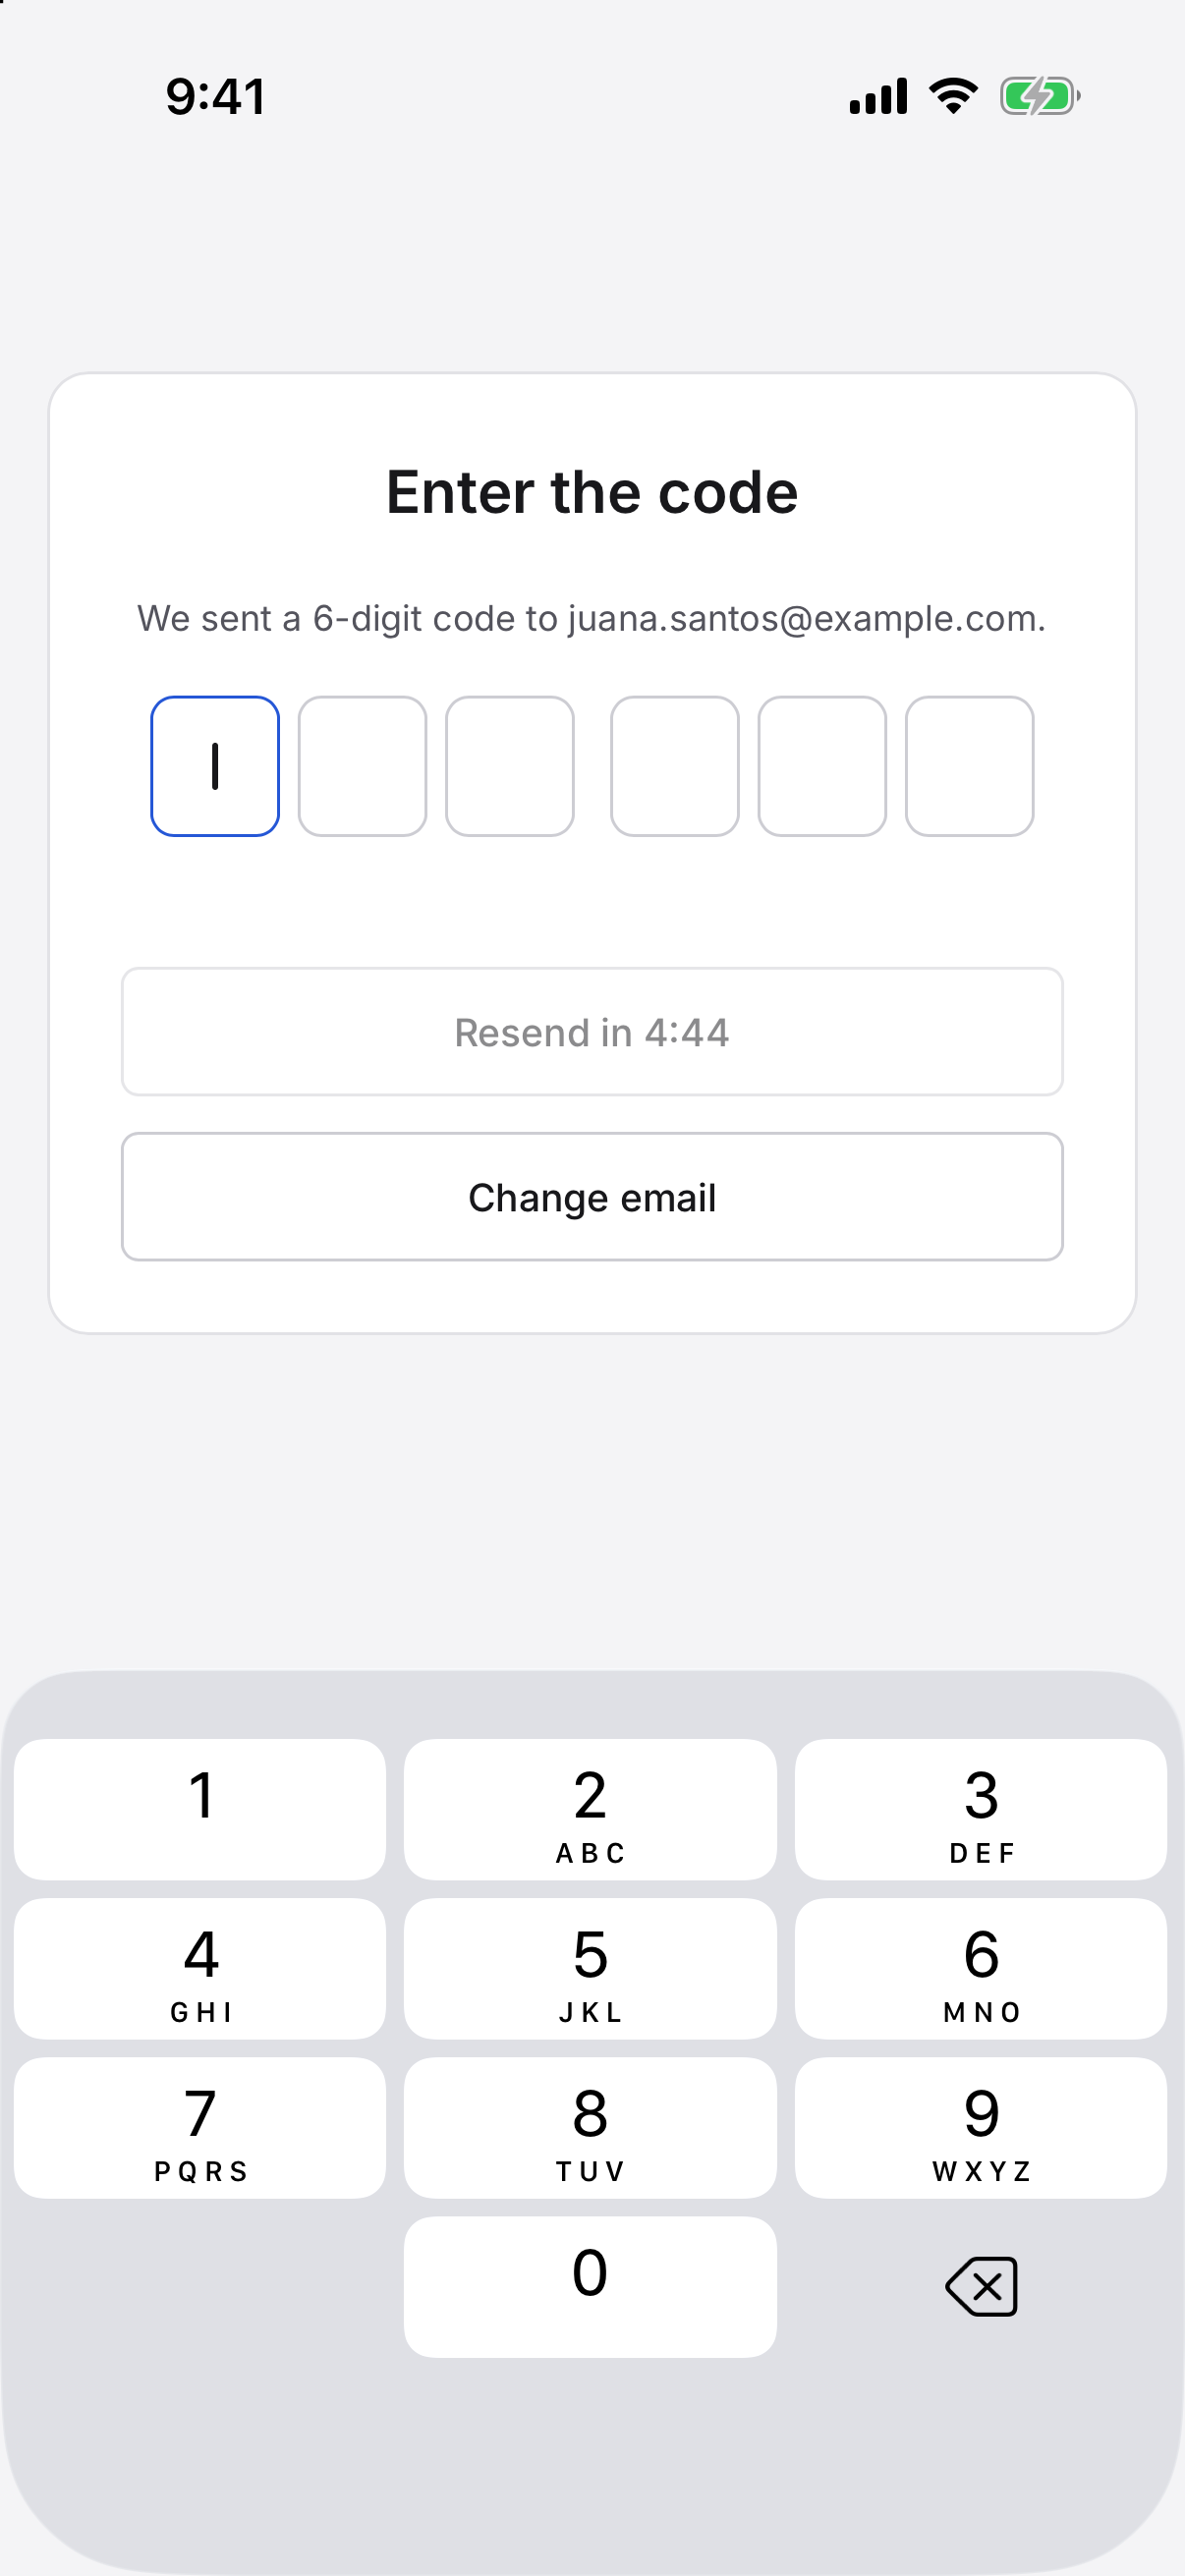 9:41
Enter the code
We sent a 6-digit code to juana.santos@example.com.
Resend in 4:44
Change email
1
2
ABC
3
DEF
4
GHI
5
JKL
6
MNO
7
PQRS
8
TUV
9
WXYZ
0